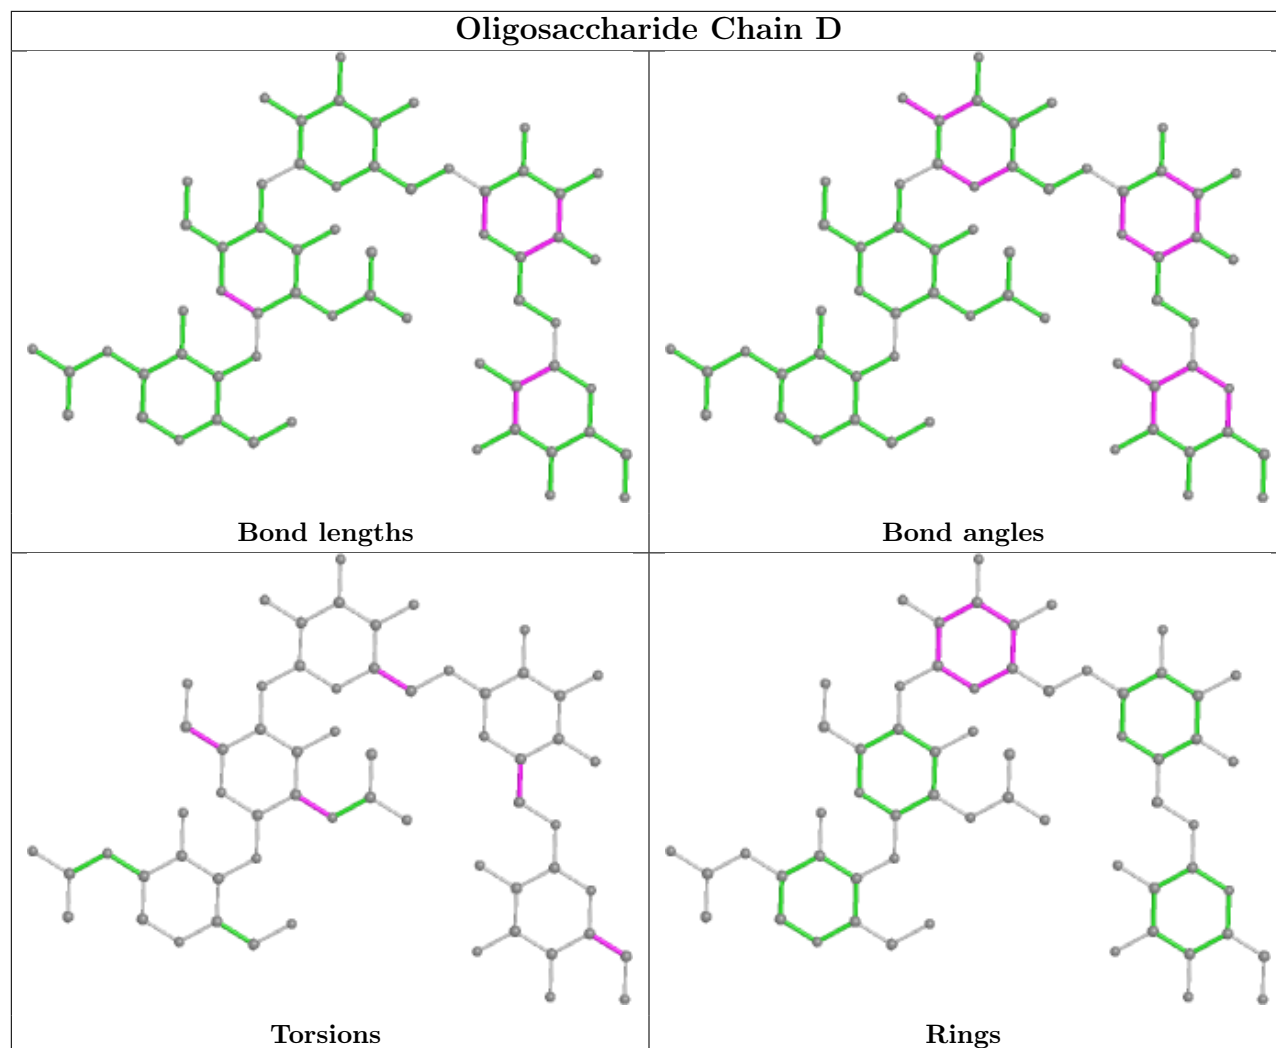 Oligosaccharide Chain D
Bond lengths
Bond angles
Torsions
Rings